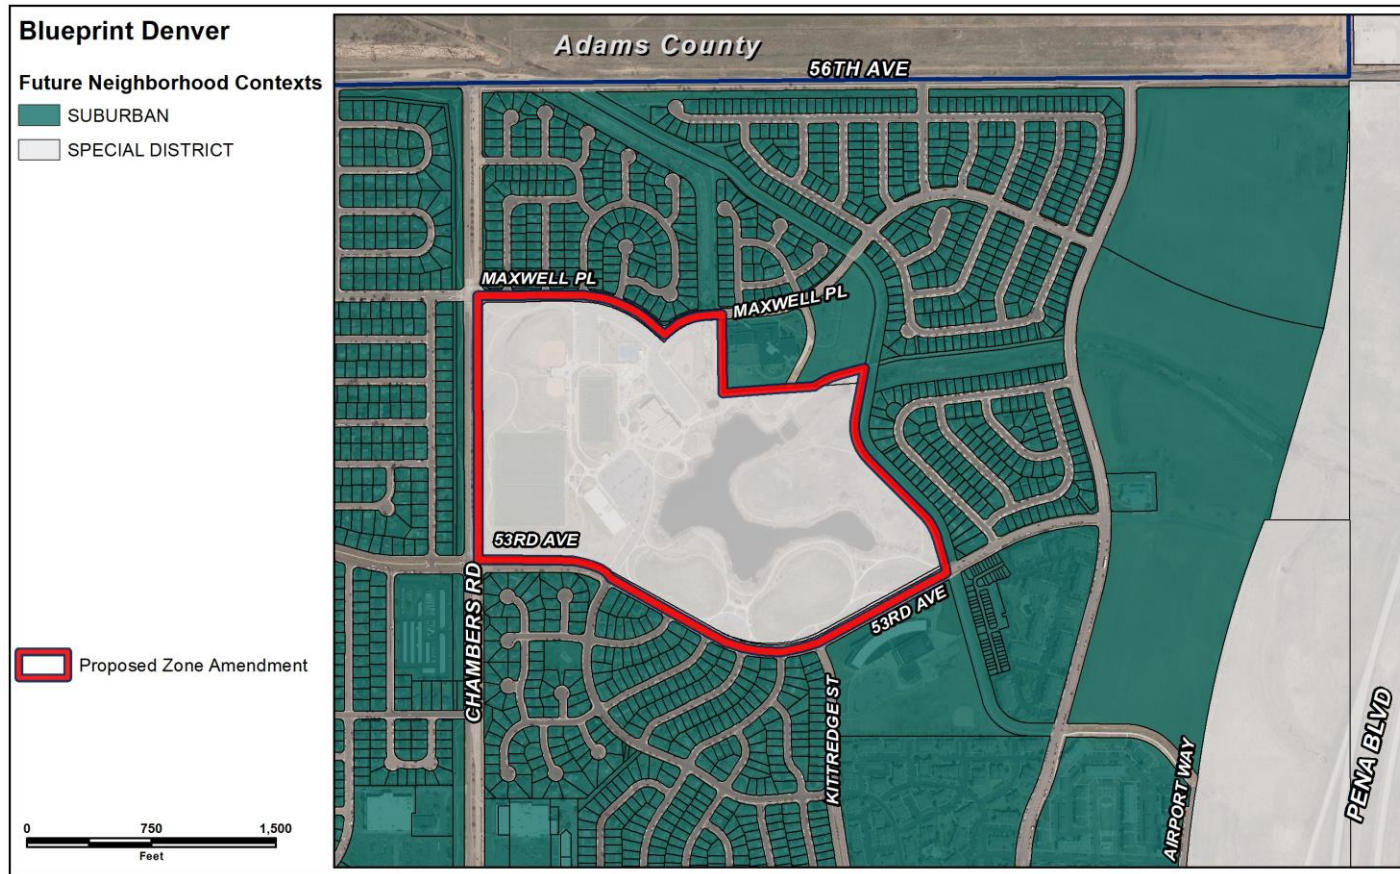 Blueprint Denver
Future Neighborhood Contexts
SUBURBAN
SPECIAL DISTRICT
Adams County
56TH AVE
MAXWELL PL
MAXWELL PL
53RD AVE
53RD AVE
CHAMBERS RD
KITTREDGE ST
AIRPORT WAY
PENA BLVD
Proposed Zone Amendment
0 750 1,500
Feet